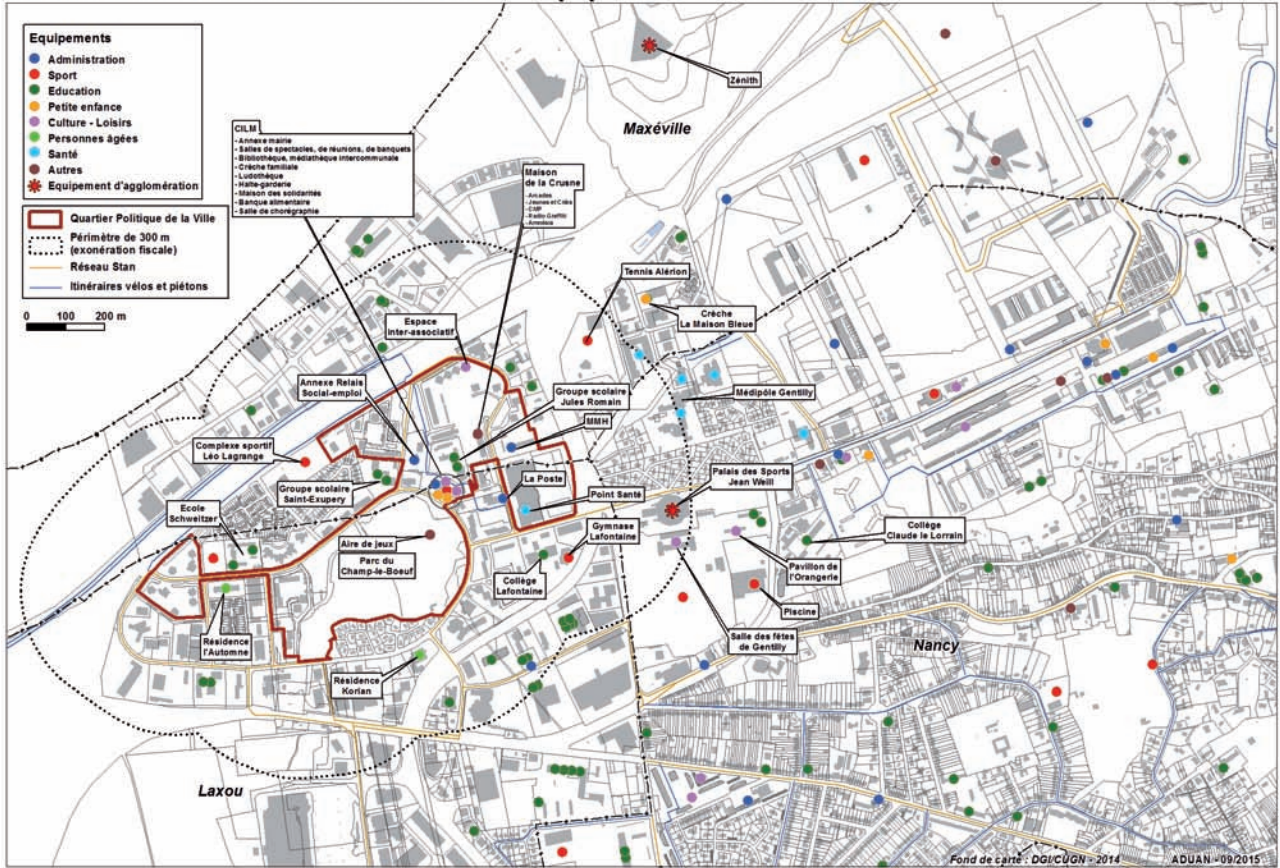 Equipements
Administration
Sport
Education
Petite enfance
Culture - Loisirs
Personnes âgées
Santé
Autres
Equipement d'agglomération
Quartier Politique de la Ville
Périmètre de 300 m
(exonération fiscale)
Réseau Stan
Itinéraires vélos et piétons
0 100 200 m
CILM
- Annexe mairie
- Salles de spectacles, de réunions, de banquets
- Bibliothèque, médiathèque intercommunale
- Crèche familiale
- Ludothèque
- Halte-garderie
- Maison des solidarités
- Banque alimentaire
- Salle de chorégraphie
Maison
de la Crusne
- Arcades
- Jeunes et Cités
- CMP
- Radio Graffiti
Zénith
Maxéville
Tennis Alérion
Crèche
La Maison Bleue
Espace
inter-associatif
Annexe Relais
Social-emploi
Groupe scolaire
Jules Romain
MMH
Médipôle Gentilly
Complexe sportif
Léo Lagrange
Groupe scolaire
Saint-Exupery
La Poste
Point Santé
Palais des Sports
Jean Weill
Ecole
Schweitzer
Aire de jeux
Parc du
Champ-le-Boeuf
Gymnase
Lafontaine
Collège
Lafontaine
Collège
Claude le Lorrain
Pavillon de
l'Orangerie
Piscine
Salle des fêtes
de Gentilly
Résidence
l'Automne
Résidence
Korian
Nancy
Laxou
Fond de carte : DGI/CUGN - 2014
ADUAN - 09/2015